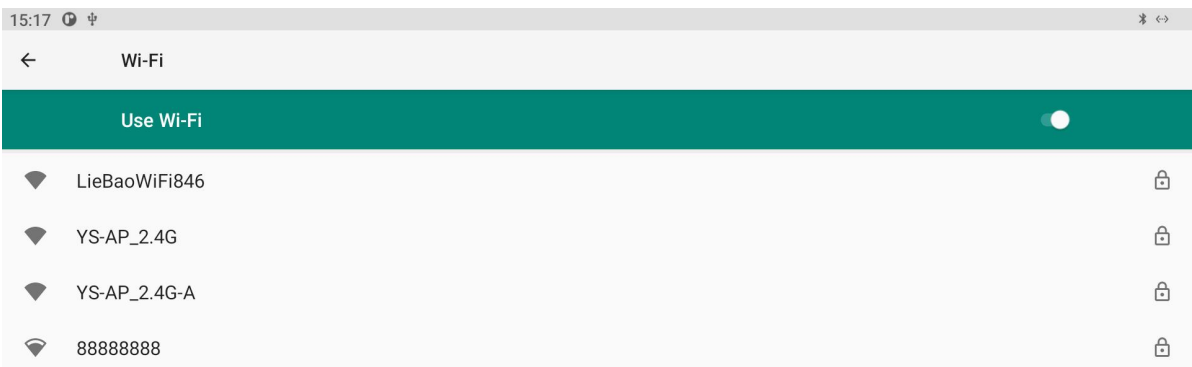 15:17
Wi-Fi
Use Wi-Fi
LieBaoWiFi846
YS-AP_2.4G
YS-AP_2.4G-A
88888888